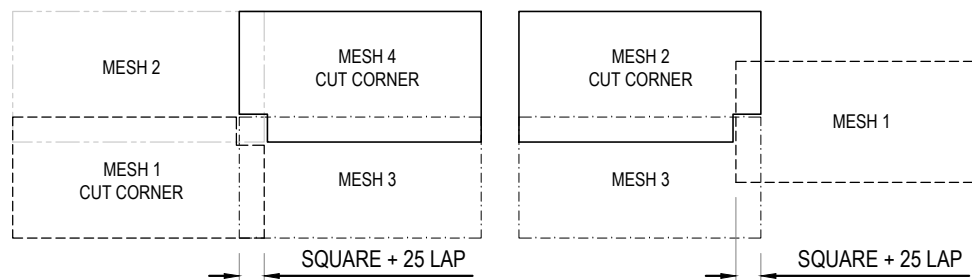 MESH 2
MESH 4
CUT CORNER
MESH 1
CUT CORNER
MESH 3
SQUARE + 25 LAP
MESH 2
CUT CORNER
MESH 1
MESH 3
SQUARE + 25 LAP